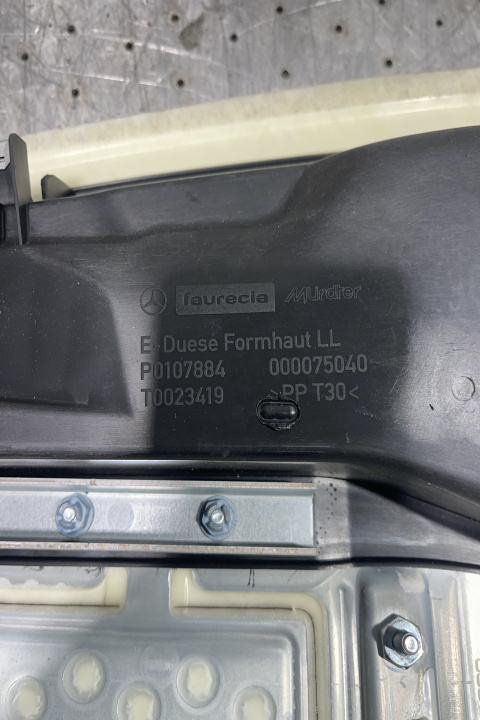 faurecia Mürdter
E-Duese Formhaut LL
P0107884 000075040
T0023419 >PP T30<